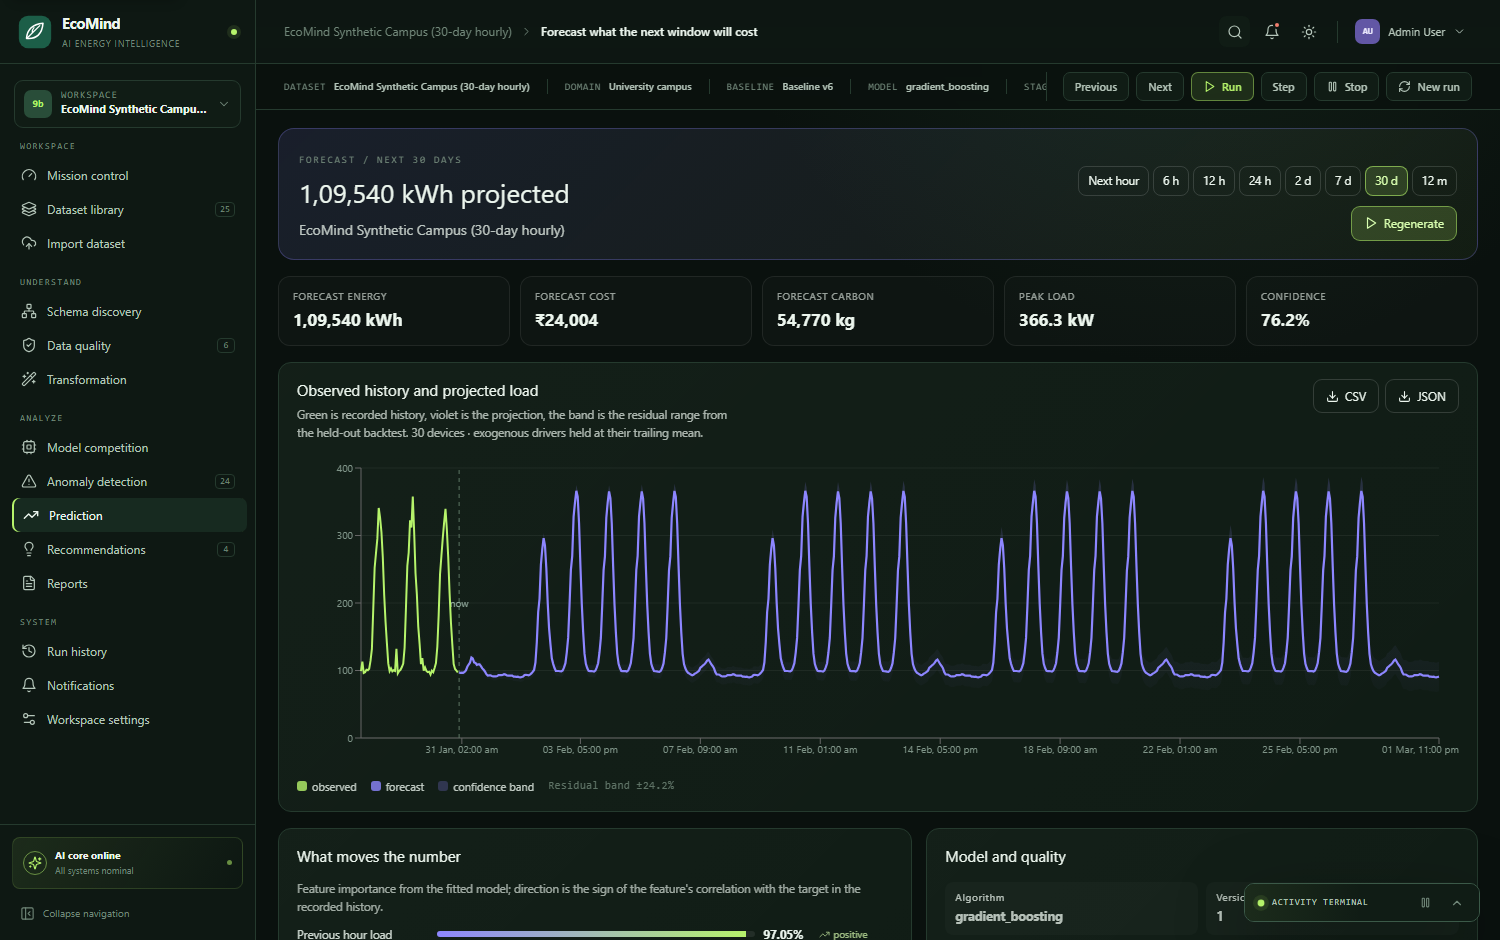 EcoMind
AI ENERGY INTELLIGENCE
EcoMind Synthetic Campus (30-day hourly) > Forecast what the next window will cost
AU Admin User
9b
WORKSPACE
EcoMind Synthetic Campu...
DATASET EcoMind Synthetic Campus (30-day hourly) DOMAIN University campus BASELINE Baseline v6 MODEL gradient_boosting STAG
Previous Next Run Step Stop New run
WORKSPACE
Mission control
Dataset library 25
Import dataset
UNDERSTAND
Schema discovery
Data quality 6
Transformation
ANALYZE
Model competition
Anomaly detection 24
Prediction
Recommendations 4
Reports
SYSTEM
Run history
Notifications
Workspace settings
AI core online
All systems nominal
Collapse navigation
FORECAST / NEXT 30 DAYS
1,09,540 kWh projected
EcoMind Synthetic Campus (30-day hourly)
Next hour 6 h 12 h 24 h 2 d 7 d 30 d 12 m
Regenerate
FORECAST ENERGY
1,09,540 kWh
FORECAST COST
₹24,004
FORECAST CARBON
54,770 kg
PEAK LOAD
366.3 kW
CONFIDENCE
76.2%
Observed history and projected load
Green is recorded history, violet is the projection, the band is the residual range from
the held-out backtest. 30 devices · exogenous drivers held at their trailing mean.
CSV JSON
400
300
200
100
0
now
31 Jan, 02:00 am 03 Feb, 05:00 pm 07 Feb, 09:00 am 11 Feb, 01:00 am 14 Feb, 05:00 pm 18 Feb, 09:00 am 22 Feb, 01:00 am 25 Feb, 05:00 pm 01 Mar, 11:00 pm
observed forecast confidence band Residual band ±24.2%
What moves the number
Feature importance from the fitted model; direction is the sign of the feature's correlation with the target in the
recorded history.
Previous hour load 97.05% positive
Model and quality
Algorithm
gradient_boosting
Versic
1
ACTIVITY TERMINAL